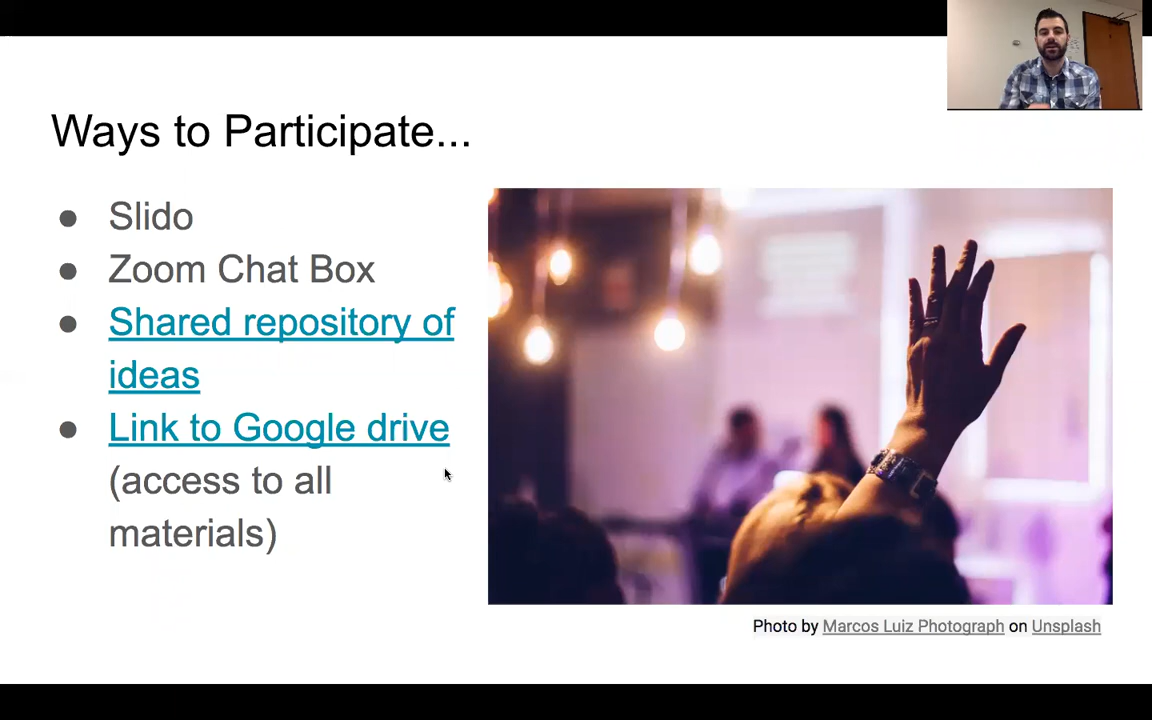 Ways to Participate...
● Slido
● Zoom Chat Box
● Shared repository of
ideas
● Link to Google drive
(access to all
materials)
Photo by Marcos Luiz Photograph on Unsplash